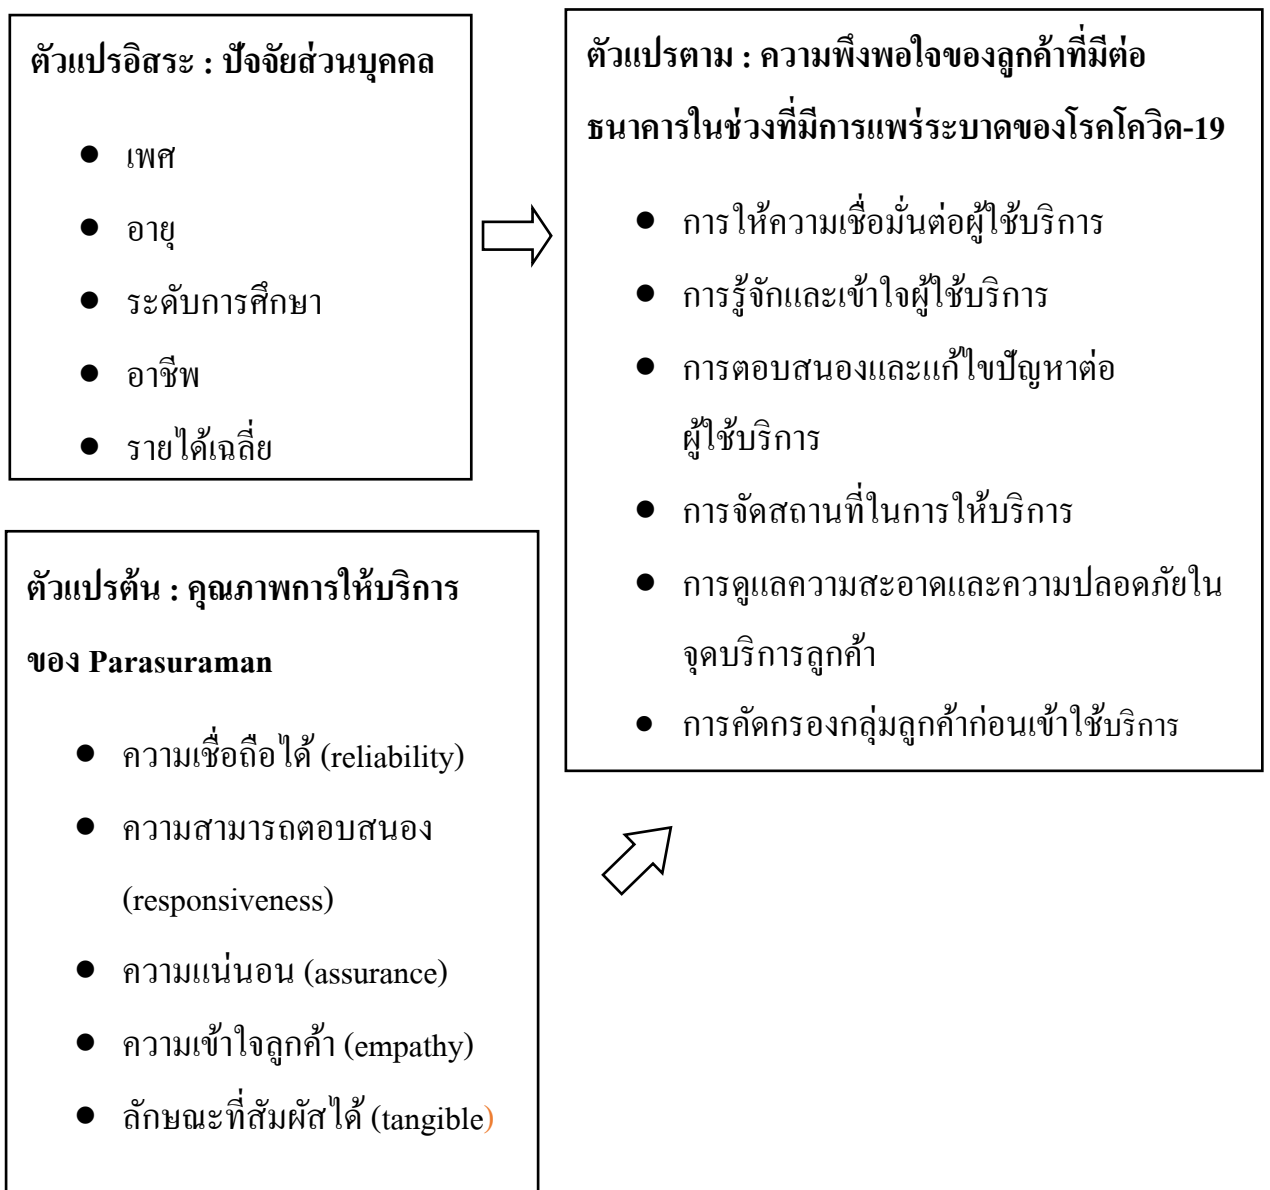 ตัวแปรอิสระ : ปัจจัยส่วนบุคคล
● เพศ
● อายุ
● ระดับการศึกษา
● อาชีพ
● รายได้เฉลี่ย
ตัวแปรต้น : คุณภาพการให้บริการ
ของ Parasuraman
● ความเชื่อถือได้ (reliability)
● ความสามารถตอบสนอง
(responsiveness)
● ความแน่นอน (assurance)
● ความเข้าใจลูกค้า (empathy)
● ลักษณะที่สัมผัสได้ (tangible)
ตัวแปรตาม : ความพึงพอใจของลูกค้าที่มีต่อ
ธนาคารในช่วงที่มีการแพร่ระบาดของโรคโควิด-19
● การให้ความเชื่อมั่นต่อผู้ใช้บริการ
● การรู้จักและเข้าใจผู้ใช้บริการ
● การตอบสนองและแก้ไขปัญหาต่อ
ผู้ใช้บริการ
● การจัดสถานที่ในการให้บริการ
● การดูแลความสะอาดและความปลอดภัยใน
จุดบริการลูกค้า
● การคัดกรองกลุ่มลูกค้าก่อนเข้าใช้บริการ